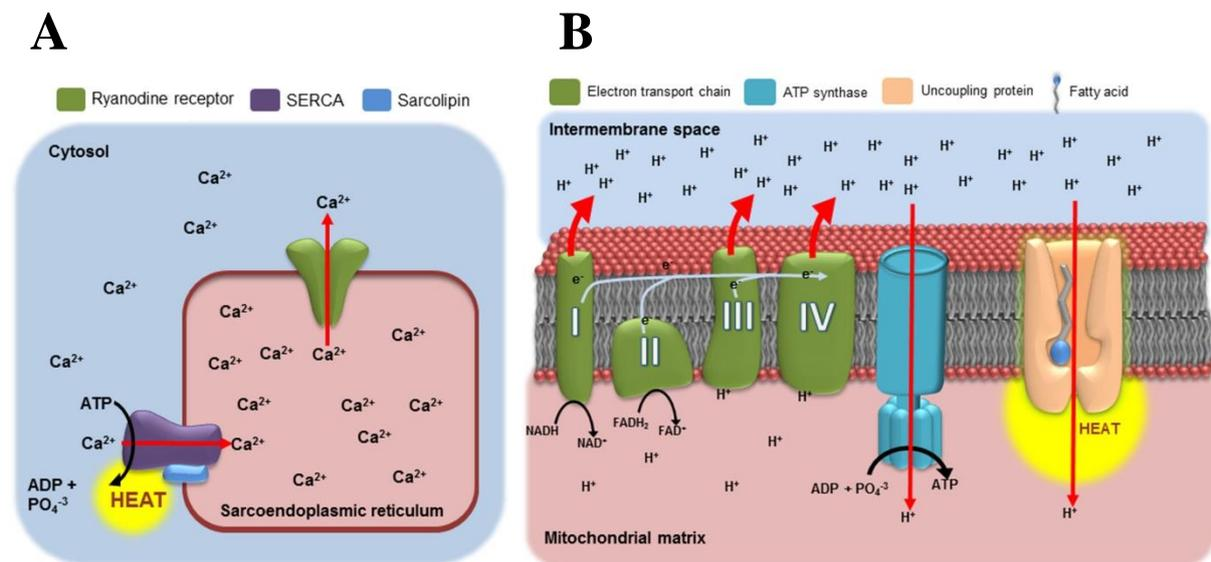 A
Ryanodine receptor SERCA Sarcolipin
Cytosol
Ca²⁺
Ca²⁺
Ca²⁺
Ca²⁺
Ca²⁺
Ca²⁺
Ca²⁺
Ca²⁺ Ca²⁺ Ca²⁺
Ca²⁺
ATP
Ca²⁺ Ca²⁺ Ca²⁺
Ca²⁺ Ca²⁺ Ca²⁺
Ca²⁺ Ca²⁺
ADP +
PO₄⁻³
HEAT
Sarcoendoplasmic reticulum
B
Electron transport chain ATP synthase Uncoupling protein Fatty acid
Intermembrane space
H⁺ H⁺ H⁺ H⁺ H⁺ H⁺ H⁺ H⁺
H⁺ H⁺ H⁺ H⁺ H⁺ H⁺ H⁺
H⁺ H⁺ H⁺ H⁺ H⁺ H⁺ H⁺ H⁺ H⁺ H⁺
H⁺ H⁺ H⁺ H⁺
e⁻ e⁻ e⁻ e⁻
e⁻
I II III IV
H⁺ H⁺
NADH NAD⁺ FADH₂ FAD⁻
HEAT
H⁺ H⁺
H⁺ H⁺
ADP + PO₄⁻³ ATP
H⁺ H⁺
Mitochondrial matrix